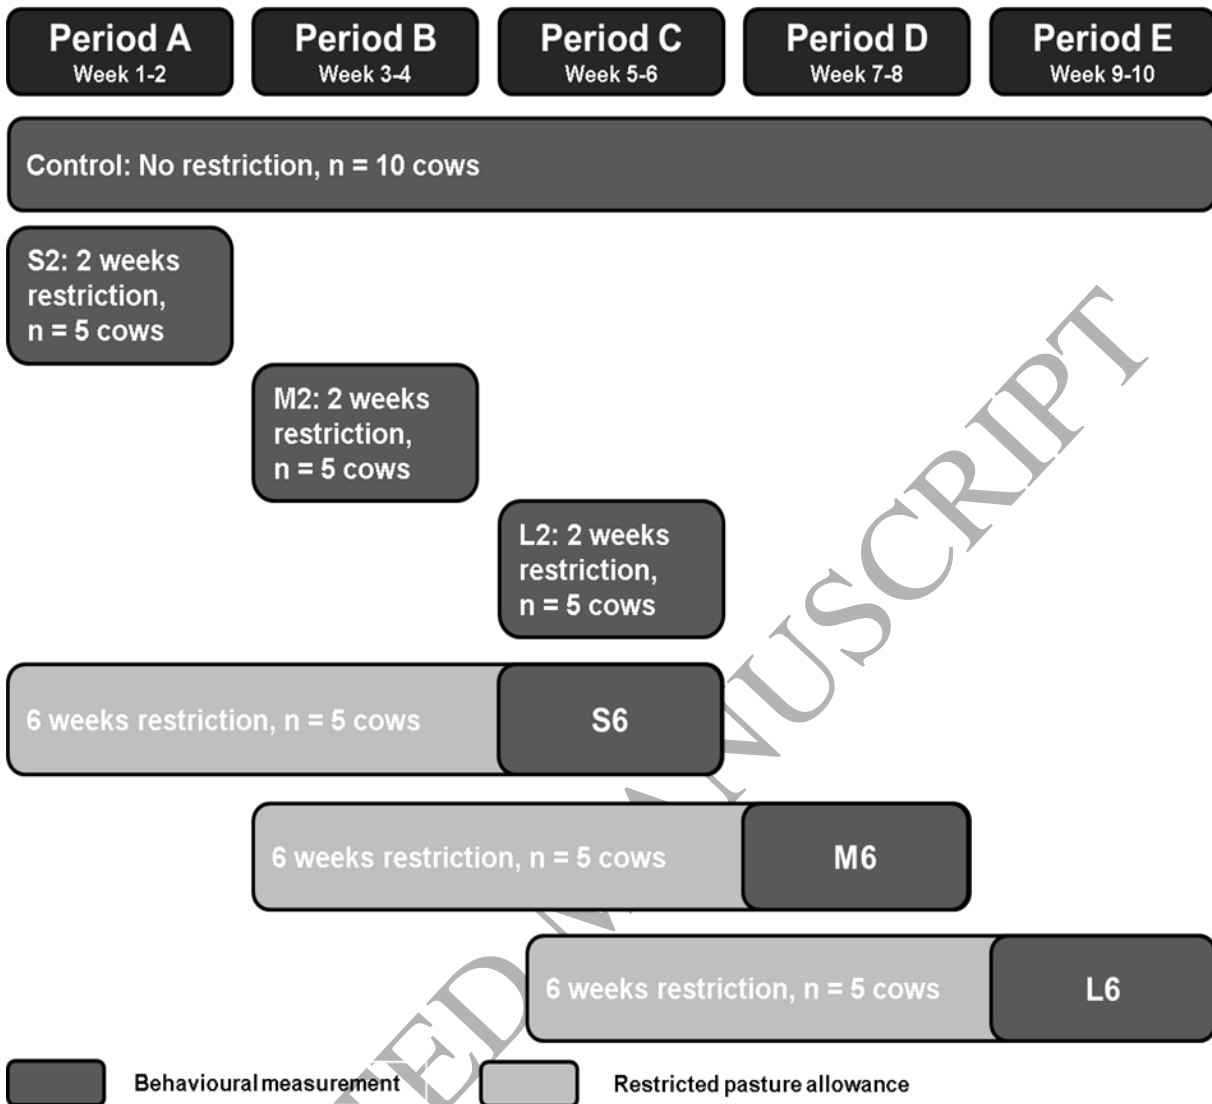 Period A
Week 1-2
Period B
Week 3-4
Period C
Week 5-6
Period D
Week 7-8
Period E
Week 9-10
Control: No restriction, n = 10 cows
S2: 2 weeks
restriction,
n = 5 cows
M2: 2 weeks
restriction,
n = 5 cows
L2: 2 weeks
restriction,
n = 5 cows
6 weeks restriction, n = 5 cows
S6
6 weeks restriction, n = 5 cows
M6
6 weeks restriction, n = 5 cows
L6
Behavioural measurement
Restricted pasture allowance
TED MANUSCRIPT